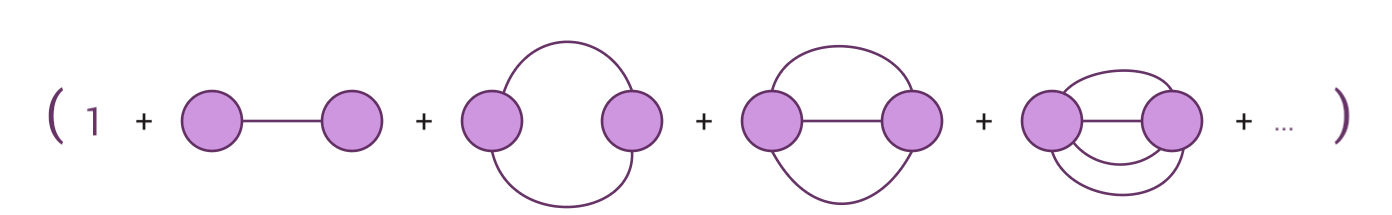 ( 1 + + + + + ... )